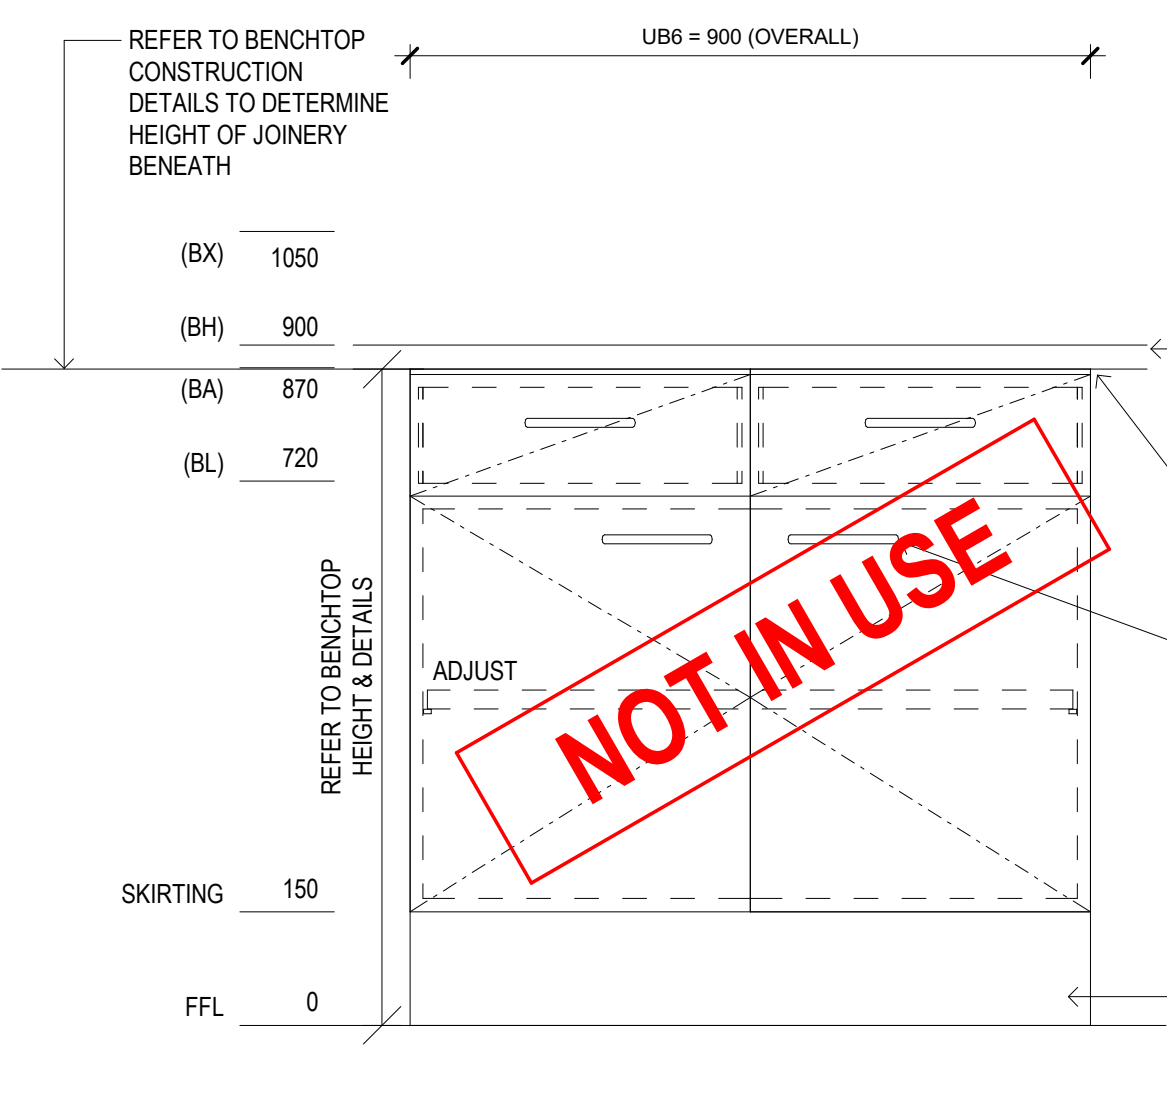 REFER TO BENCHTOP
CONSTRUCTION
DETAILS TO DETERMINE
HEIGHT OF JOINERY
BENEATH
UB6 = 900 (OVERALL)
(BX) 1050
(BH) 900
(BA) 870
(BL) 720
REFER TO BENCHTOP
HEIGHT & DETAILS
ADJUST
NOT IN USE
SKIRTING 150
FFL 0